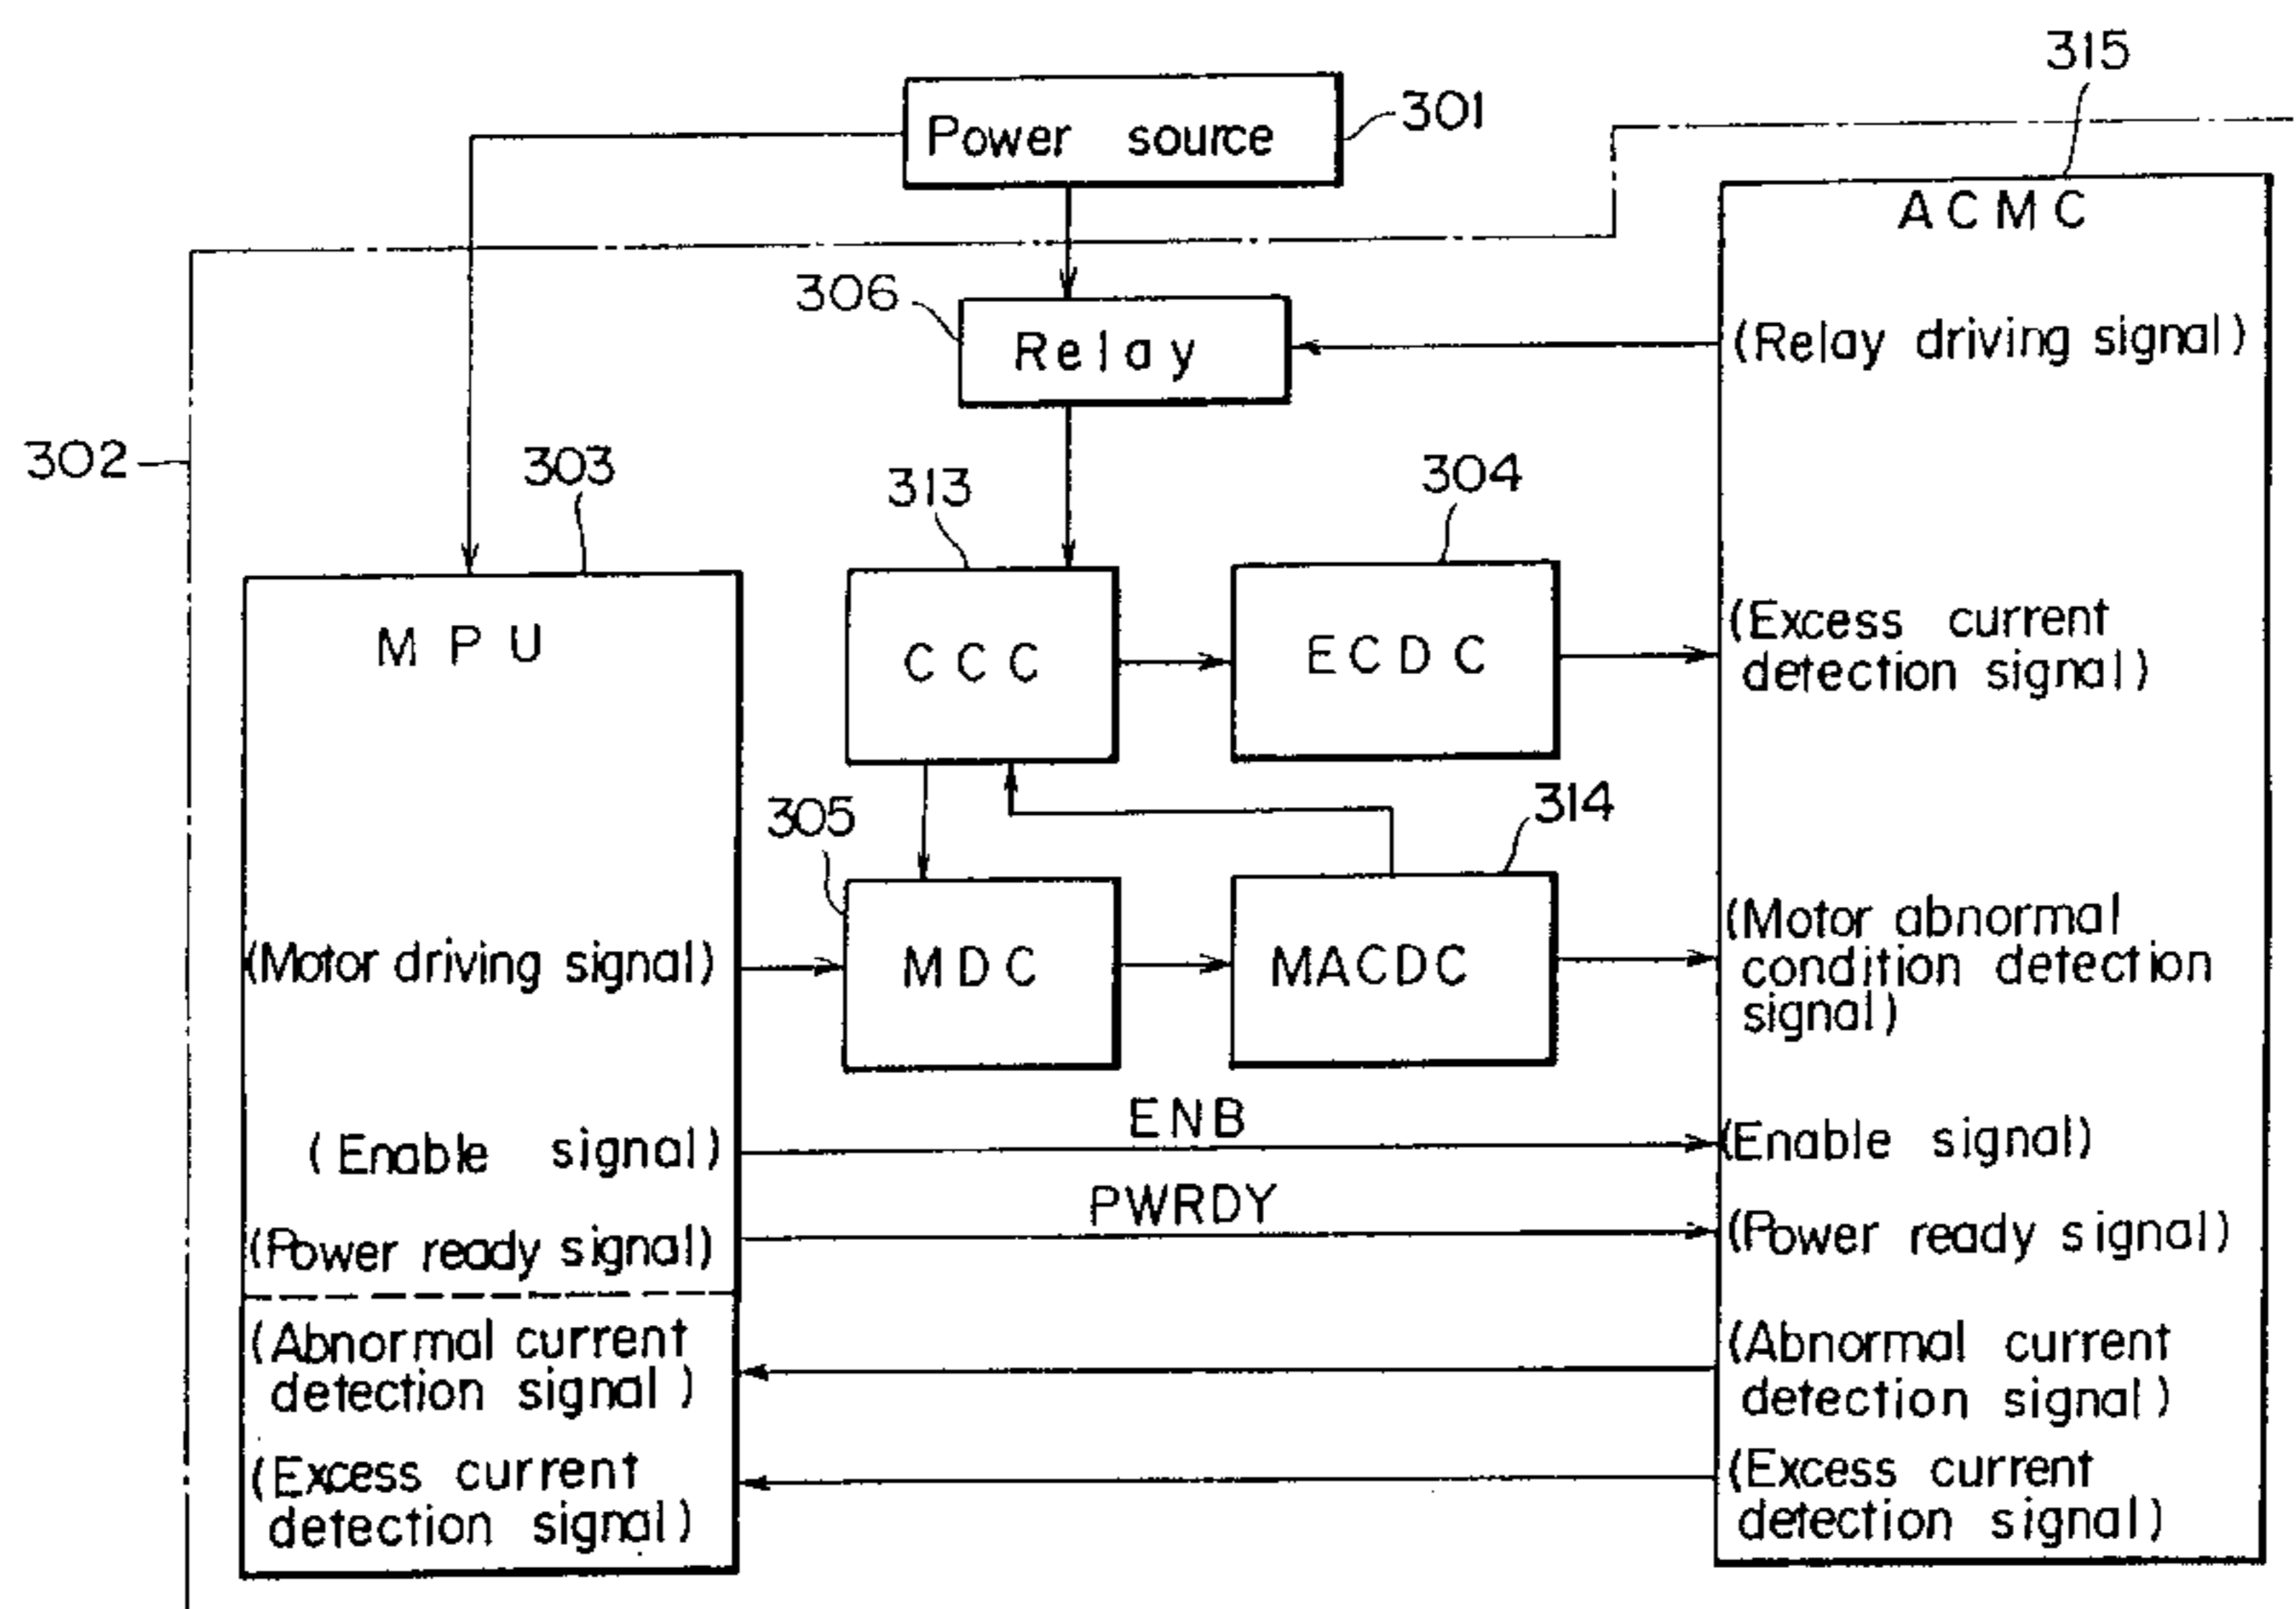 315
Power source
301
ACMC
306
Relay
(Relay driving signal)
302
303
313
304
MPU
CCC
ECDC
(Excess current
detection signal)
305
314
(Motor driving signal)
MDC
MACDC
(Motor abnormal
condition detection
signal)
ENB
(Enable signal)
(Enable signal)
PWRDY
(Power ready signal)
(Power ready signal)
(Abnormal current
detection signal)
(Abnormal current
detection signal)
(Excess current
detection signal)
(Excess current
detection signal)